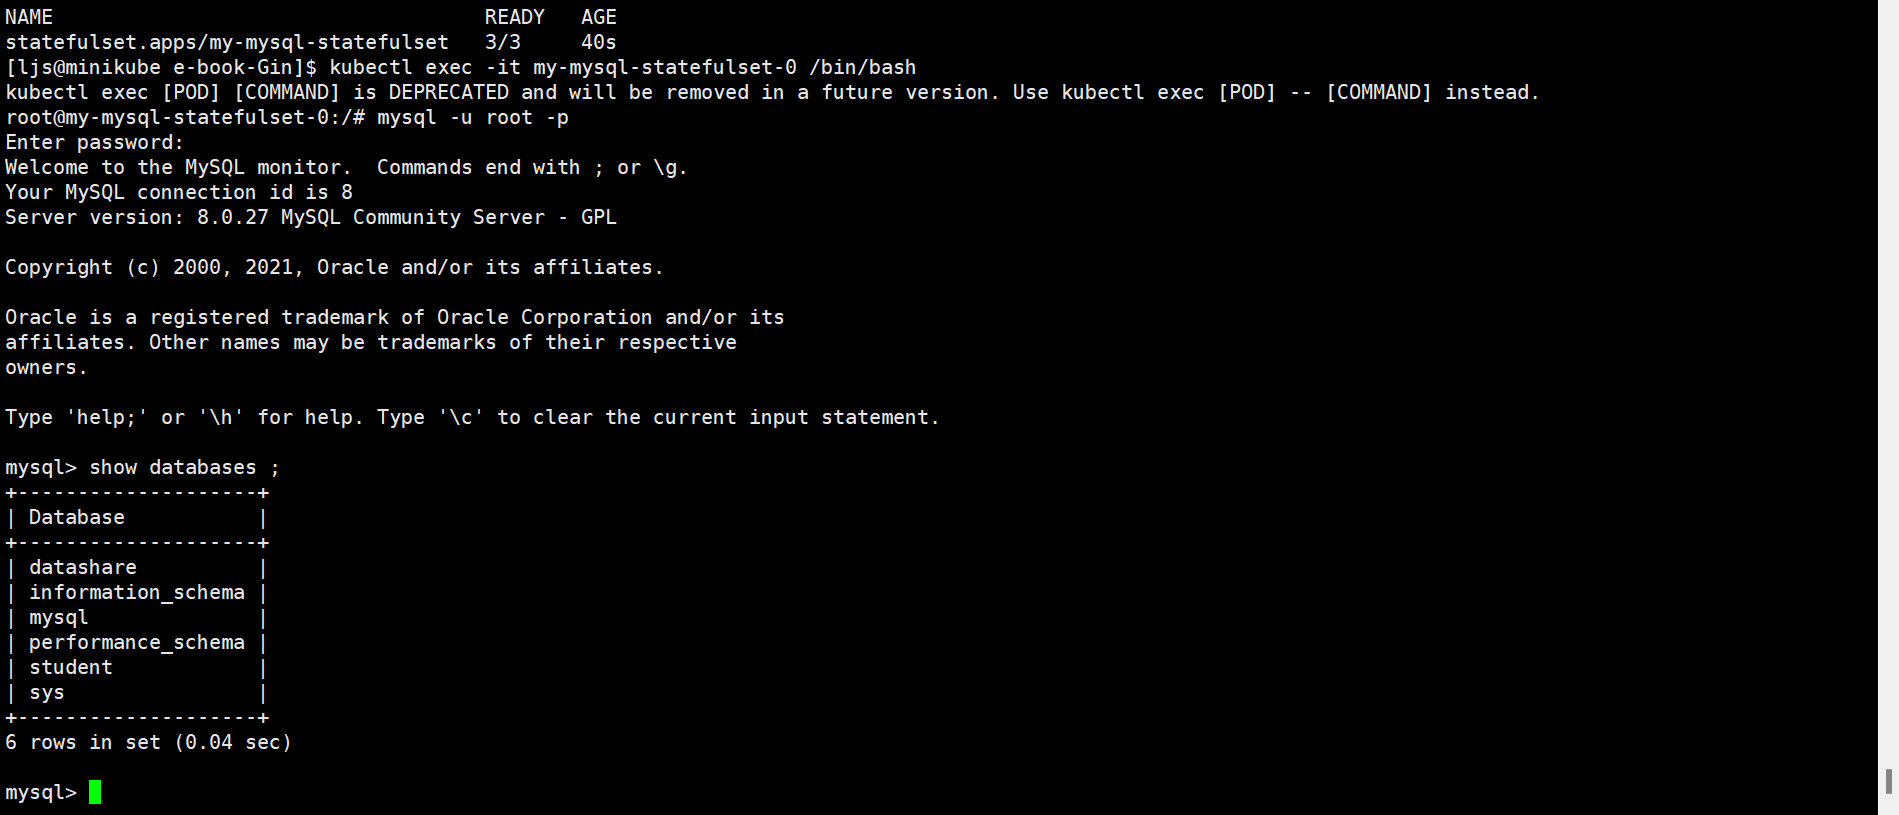 NAME                                    READY   AGE
statefulset.apps/my-mysql-statefulset   3/3     40s
[ljs@minikube e-book-Gin]$ kubectl exec -it my-mysql-statefulset-0 /bin/bash
kubectl exec [POD] [COMMAND] is DEPRECATED and will be removed in a future version. Use kubectl exec [POD] -- [COMMAND] instead.
root@my-mysql-statefulset-0:/# mysql -u root -p
Enter password:
Welcome to the MySQL monitor.  Commands end with ; or \g.
Your MySQL connection id is 8
Server version: 8.0.27 MySQL Community Server - GPL

Copyright (c) 2000, 2021, Oracle and/or its affiliates.

Oracle is a registered trademark of Oracle Corporation and/or its
affiliates. Other names may be trademarks of their respective
owners.

Type 'help;' or '\h' for help. Type '\c' to clear the current input statement.

mysql> show databases ;
+--------------------+
| Database           |
+--------------------+
| datashare          |
| information_schema |
| mysql              |
| performance_schema |
| student            |
| sys                |
+--------------------+
6 rows in set (0.04 sec)

mysql>